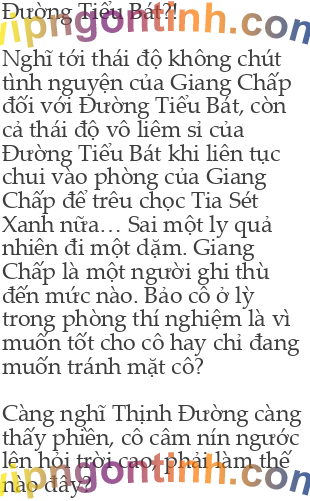 Đường Tiểu Bát?!
vipngontinh.com
Nghĩ tới thái độ không chút
tình nguyện của Giang Chấp
đối với Đường Tiểu Bát, còn
cả thái độ vô liêm sỉ của
Đường Tiểu Bát khi liên tục
chui vào phòng của Giang
Chấp để trêu chọc Tia Sét
Xanh nữa... Sai một ly quả
nhiên đi một dặm. Giang
Chấp là một người ghi thù
đến mức nào. Bảo cô ở lỳ
trong phòng thí nghiệm là vì
muốn tốt cho cô hay chỉ đang
muốn tránh mặt cô?
Càng nghĩ Thịnh Đường càng
thấy phiền, cô câm nín ngước
lên hỏi trời cao, phải làm thế
nào đây?
vipngontinh.com